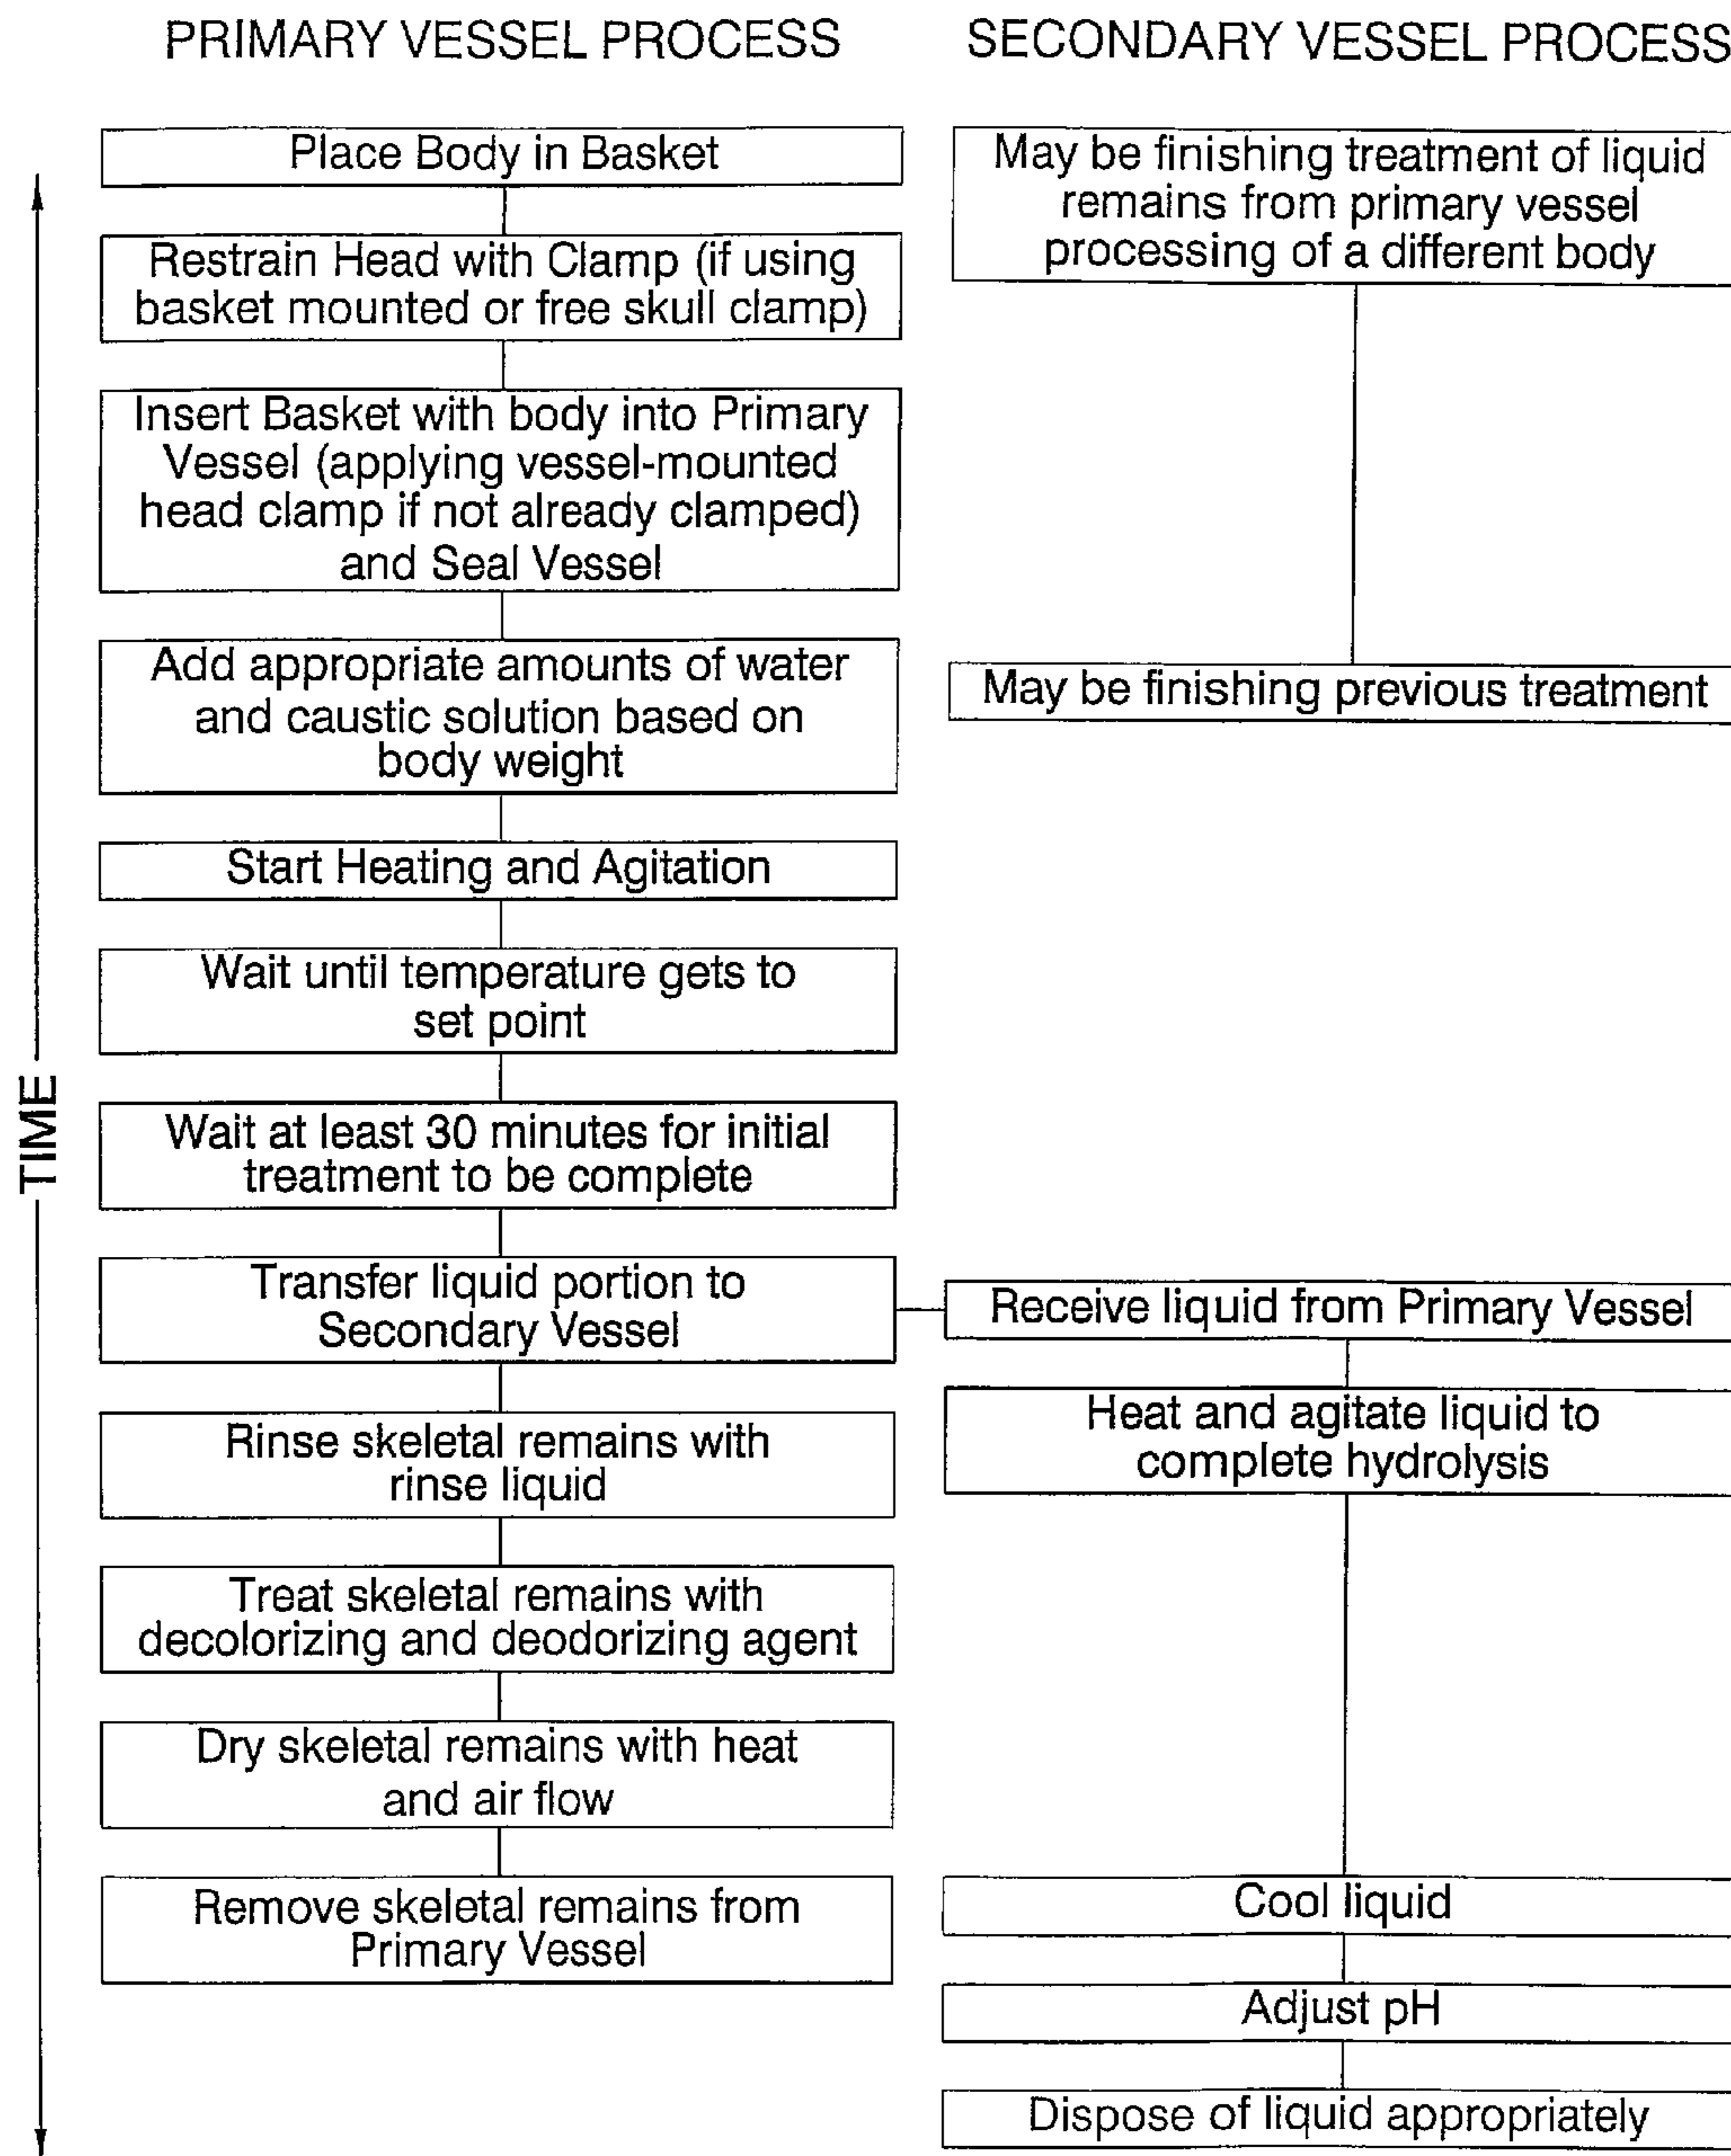 PRIMARY VESSEL PROCESS
SECONDARY VESSEL PROCESS
TIME
Place Body in Basket
Restrain Head with Clamp (if using
basket mounted or free skull clamp)
Insert Basket with body into Primary
Vessel (applying vessel-mounted
head clamp if not already clamped)
and Seal Vessel
Add appropriate amounts of water
and caustic solution based on
body weight
Start Heating and Agitation
Wait until temperature gets to
set point
Wait at least 30 minutes for initial
treatment to be complete
Transfer liquid portion to
Secondary Vessel
Rinse skeletal remains with
rinse liquid
Treat skeletal remains with
decolorizing and deodorizing agent
Dry skeletal remains with heat
and air flow
Remove skeletal remains from
Primary Vessel
May be finishing treatment of liquid
remains from primary vessel
processing of a different body
May be finishing previous treatment
Receive liquid from Primary Vessel
Heat and agitate liquid to
complete hydrolysis
Cool liquid
Adjust pH
Dispose of liquid appropriately